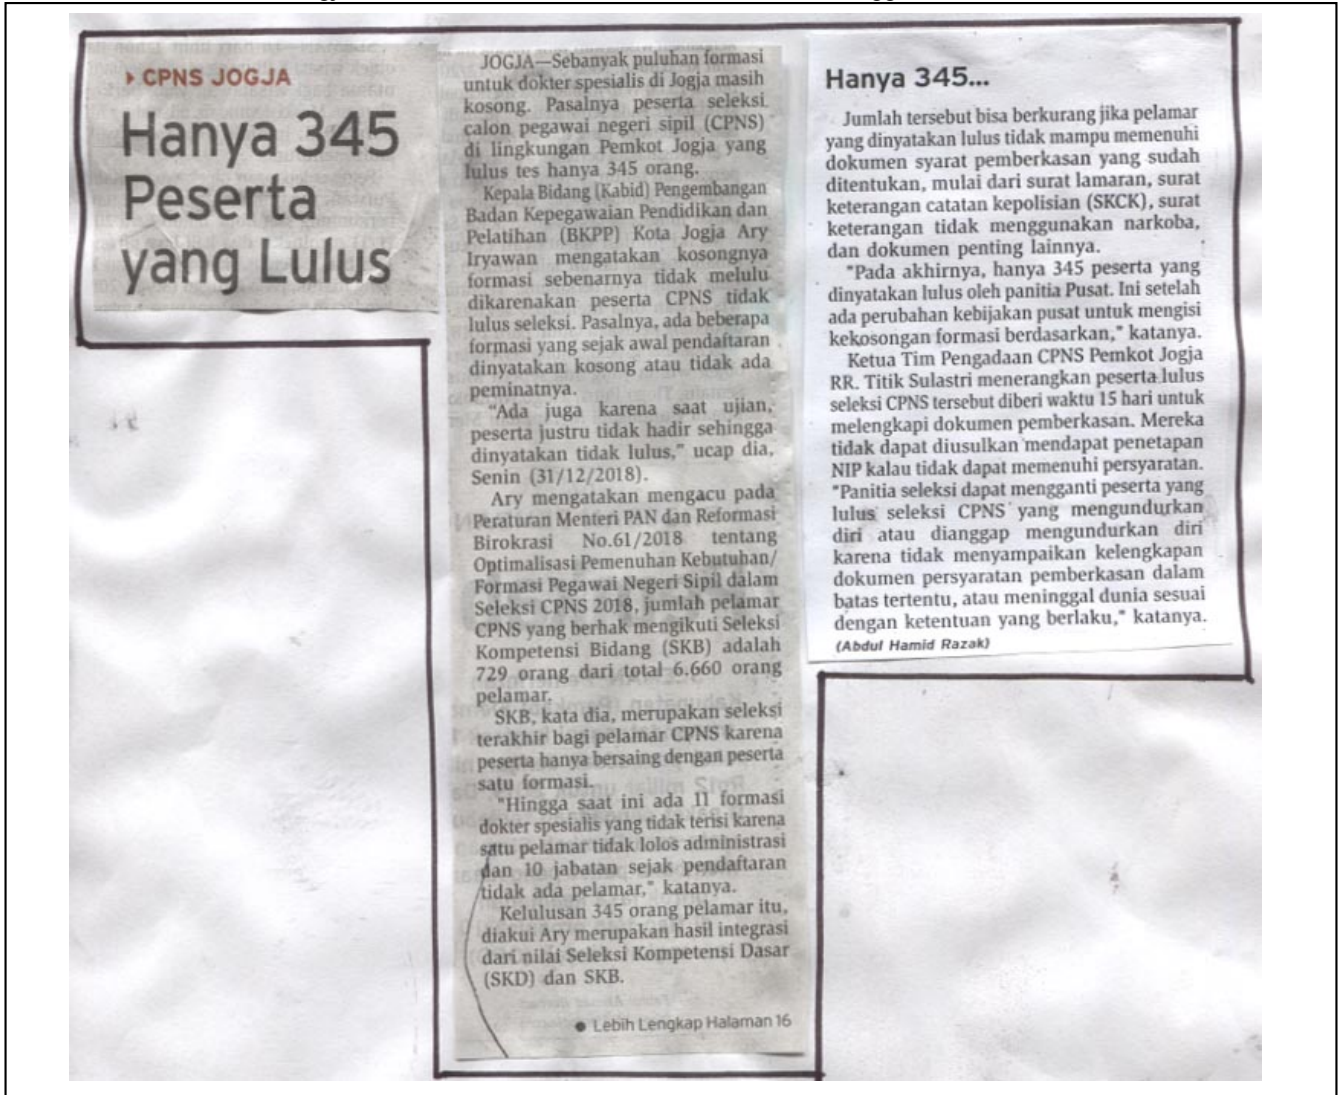 ▸ CPNS JOGJA
Hanya 345
Peserta
yang Lulus
JOGJA—Sebanyak puluhan formasi
untuk dokter spesialis di Jogja masih
kosong. Pasalnya peserta seleksi
calon pegawai negeri sipil (CPNS)
di lingkungan Pemkot Jogja yang
lulus tes hanya 345 orang.
Kepala Bidang (Kabid) Pengembangan
Badan Kepegawaian Pendidikan dan
Pelatihan (BKPP) Kota Jogja Ary
Iryawan mengatakan kosongnya
formasi sebenarnya tidak melulu
dikarenakan peserta CPNS tidak
lulus seleksi. Pasalnya, ada beberapa
formasi yang sejak awal pendaftaran
dinyatakan kosong atau tidak ada
peminatnya.
"Ada juga karena saat ujian,
peserta justru tidak hadir sehingga
dinyatakan tidak lulus," ucap dia,
Senin (31/12/2018).
Ary mengatakan mengacu pada
Peraturan Menteri PAN dan Reformasi
Birokrasi No.61/2018 tentang
Optimalisasi Pemenuhan Kebutuhan/
Formasi Pegawai Negeri Sipil dalam
Seleksi CPNS 2018, jumlah pelamar
CPNS yang berhak mengikuti Seleksi
Kompetensi Bidang (SKB) adalah
729 orang dari total 6.660 orang
pelamar.
SKB, kata dia, merupakan seleksi
terakhir bagi pelamar CPNS karena
peserta hanya bersaing dengan peserta
satu formasi.
"Hingga saat ini ada 11 formasi
dokter spesialis yang tidak terisi karena
satu pelamar tidak lolos administrasi
dan 10 jabatan sejak pendaftaran
tidak ada pelamar," katanya.
Kelulusan 345 orang pelamar itu,
diakui Ary merupakan hasil integrasi
dari nilai Seleksi Kompetensi Dasar
(SKD) dan SKB.
● Lebih Lengkap Halaman 16
Hanya 345...
Jumlah tersebut bisa berkurang jika pelamar
yang dinyatakan lulus tidak mampu memenuhi
dokumen syarat pemberkasan yang sudah
ditentukan, mulai dari surat lamaran, surat
keterangan catatan kepolisian (SKCK), surat
keterangan tidak menggunakan narkoba,
dan dokumen penting lainnya.
"Pada akhirnya, hanya 345 peserta yang
dinyatakan lulus oleh panitia Pusat. Ini setelah
ada perubahan kebijakan pusat untuk mengisi
kekosongan formasi berdasarkan," katanya.
Ketua Tim Pengadaan CPNS Pemkot Jogja
RR. Titik Sulastri menerangkan peserta lulus
seleksi CPNS tersebut diberi waktu 15 hari untuk
melengkapi dokumen pemberkasan. Mereka
tidak dapat diusulkan mendapat penetapan
NIP kalau tidak dapat memenuhi persyaratan.
"Panitia seleksi dapat mengganti peserta yang
lulus seleksi CPNS yang mengundurkan
diri atau dianggap mengundurkan diri
karena tidak menyampaikan kelengkapan
dokumen persyaratan pemberkasan dalam
batas tertentu, atau meninggal dunia sesuai
dengan ketentuan yang berlaku," katanya.
(Abdul Hamid Razak)